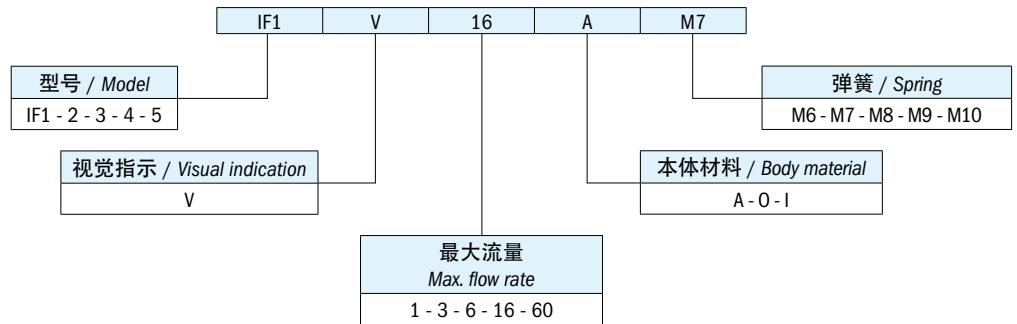 IF1 V 16 A M7
型号 / Model
IF1 - 2 - 3 - 4 - 5
弹簧 / Spring
M6 - M7 - M8 - M9 - M10
视觉指示 / Visual indication
V
本体材料 / Body material
A - O - I
最大流量
Max. flow rate
1 - 3 - 6 - 16 - 60